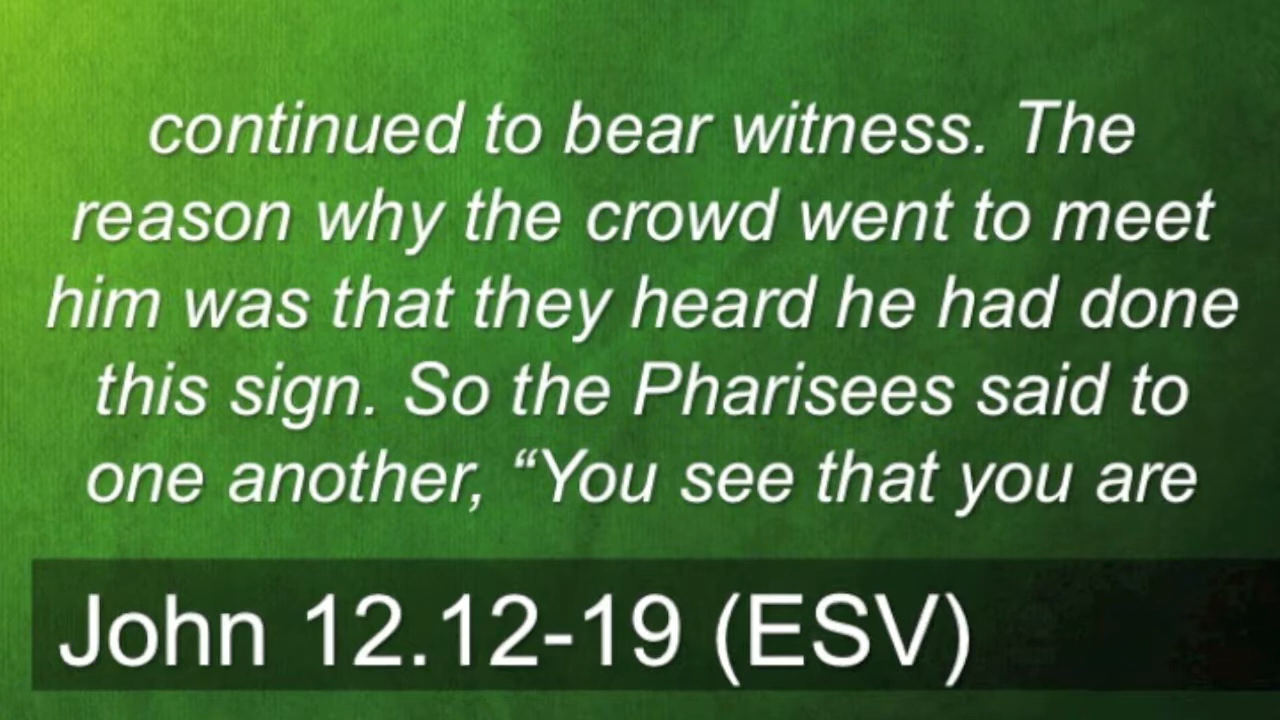 continued to bear witness. The
reason why the crowd went to meet
him was that they heard he had done
this sign. So the Pharisees said to
one another, “You see that you are
John 12.12-19 (ESV)